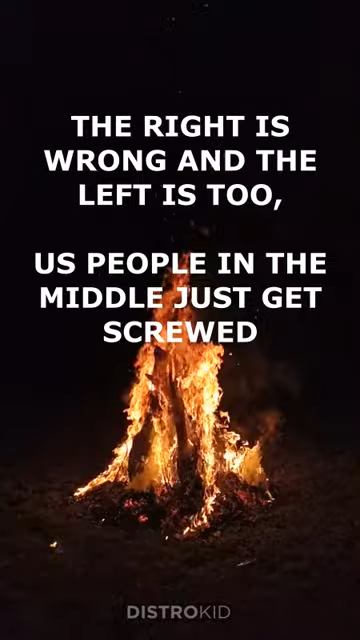 THE RIGHT IS
WRONG AND THE
LEFT IS TOO,
US PEOPLE IN THE
MIDDLE JUST GET
SCREWED
DISTROKID